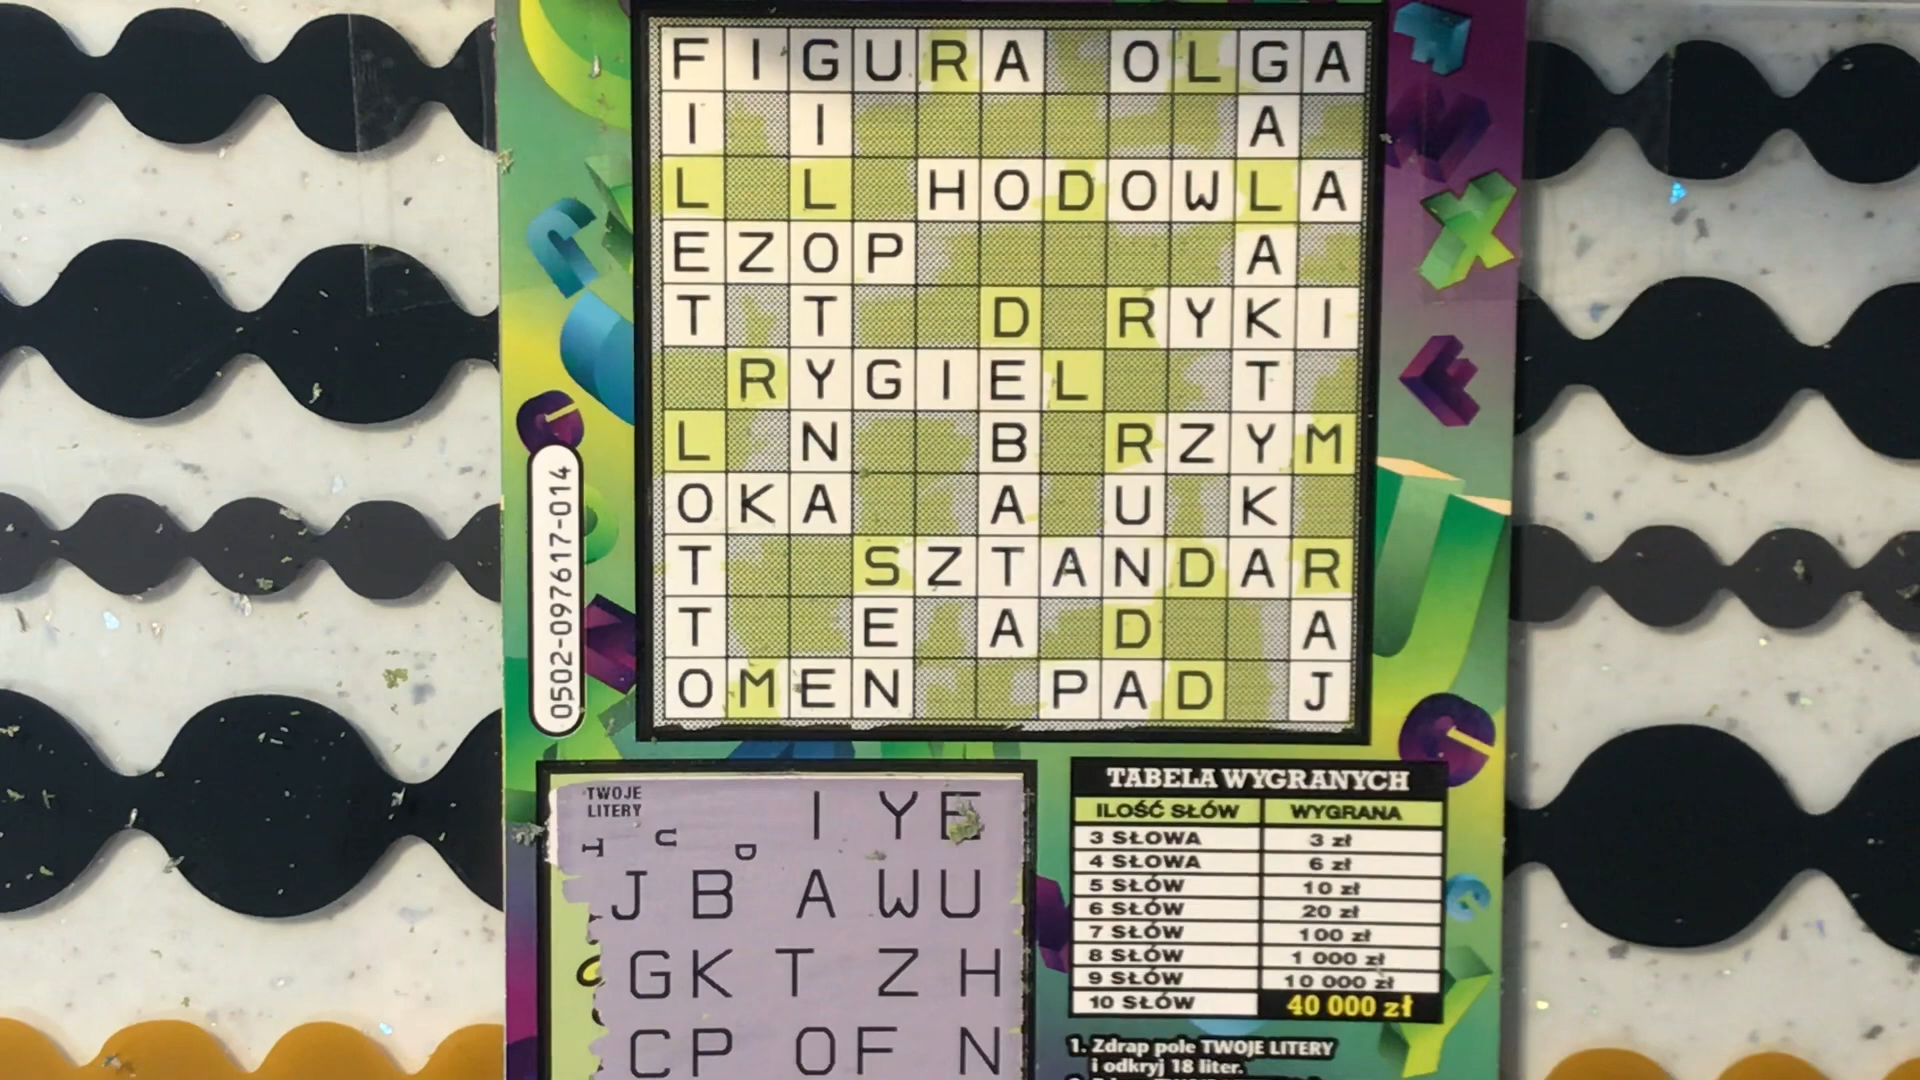 FIGURA OLGA
I I A
L L HODOWLA
EZOP A
T T D RYKI
RYGIEL T
L N B RZYM
OKA A U K
T SZTANDAR
T E A D A
OMEN PAD J
0502-097617-014
TWOJE
LITERY
I Y E
J B A W U
G K T Z H
C P O F N
TABELA WYGRANYCH
ILOŚĆ SŁÓW WYGRANA
3 SŁOWA 3 zł
4 SŁOWA 6 zł
5 SŁÓW 10 zł
6 SŁÓW 20 zł
7 SŁÓW 100 zł
8 SŁÓW 1 000 zł
9 SŁÓW 10 000 zł
10 SŁÓW 40 000 zł
1. Zdrap pole TWOJE LITERY
i odkryj 18 liter.